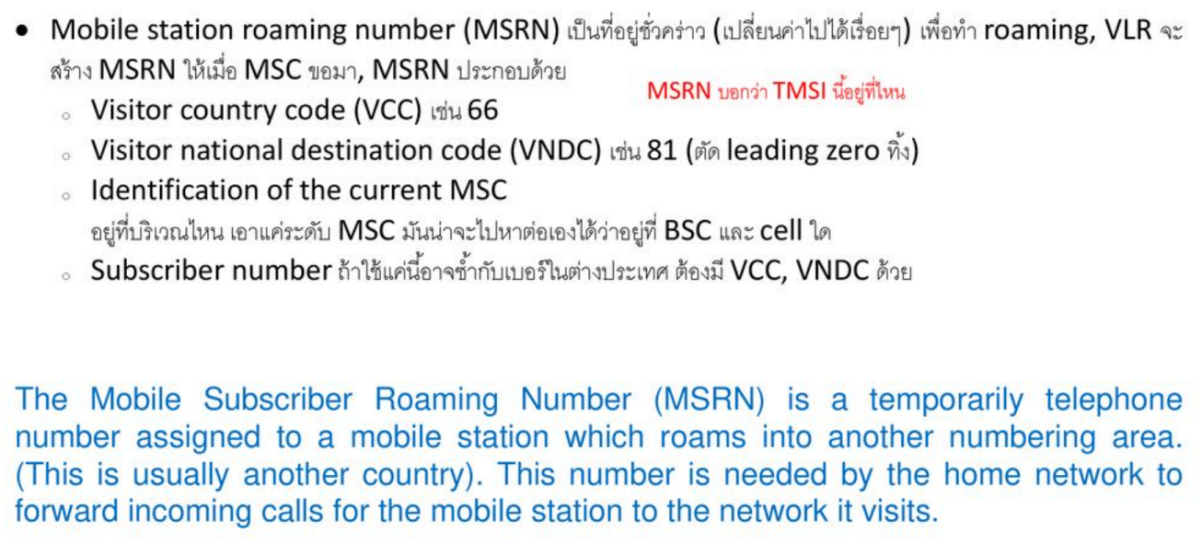 • Mobile station roaming number (MSRN) เป็นที่อยู่ชั่วคร่าว (เปลี่ยนค่าไปได้เรื่อยๆ) เพื่อทำ roaming, VLR จะ
สร้าง MSRN ให้เมื่อ MSC ขอมา, MSRN ประกอบด้วย
MSRN บอกว่า TMSI นี้อยู่ที่ไหน
○ Visitor country code (VCC) เช่น 66
○ Visitor national destination code (VNDC) เช่น 81 (ตัด leading zero ทิ้ง)
○ Identification of the current MSC
อยู่ที่บริเวณไหน เอาแค่ระดับ MSC มันน่าจะไปหาต่อเองได้ว่าอยู่ที่ BSC และ cell ใด
○ Subscriber number ถ้าใช้แค่นี้อาจซ้ำกับเบอร์ในต่างประเทศ ต้องมี VCC, VNDC ด้วย
The Mobile Subscriber Roaming Number (MSRN) is a temporarily telephone
number assigned to a mobile station which roams into another numbering area.
(This is usually another country). This number is needed by the home network to
forward incoming calls for the mobile station to the network it visits.